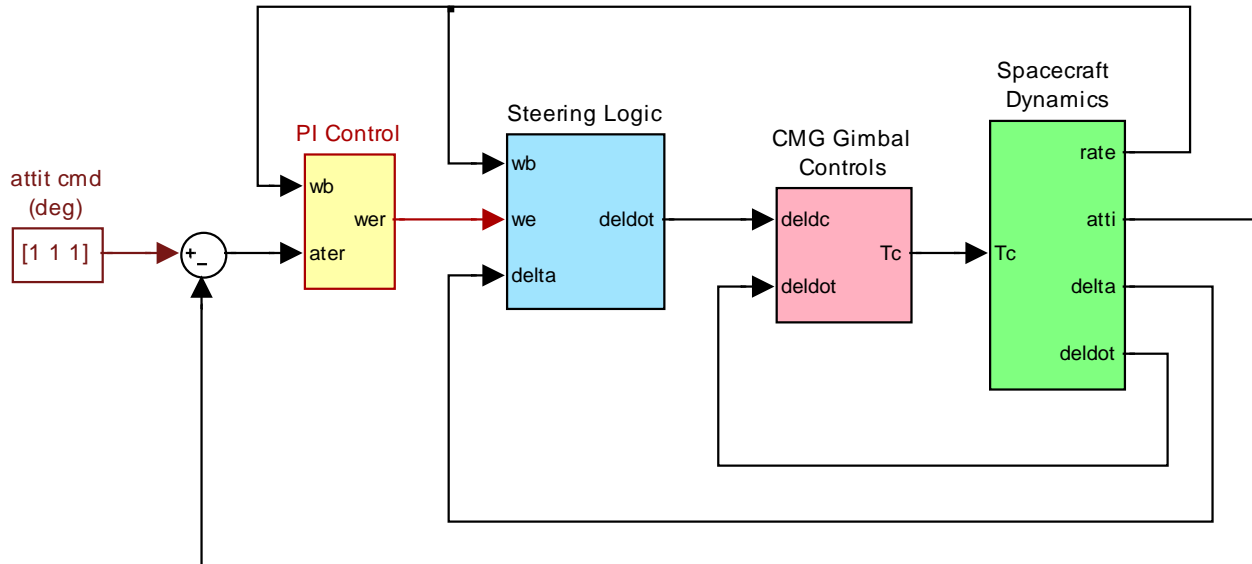 Spacecraft
Dynamics
Steering Logic
PI Control
CMG Gimbal
Controls
attit cmd
(deg)
[1 1 1]
+
−
wb
ater
wer
wb
we
delta
deldot
deldc
deldot
Tc
Tc
rate
atti
delta
deldot